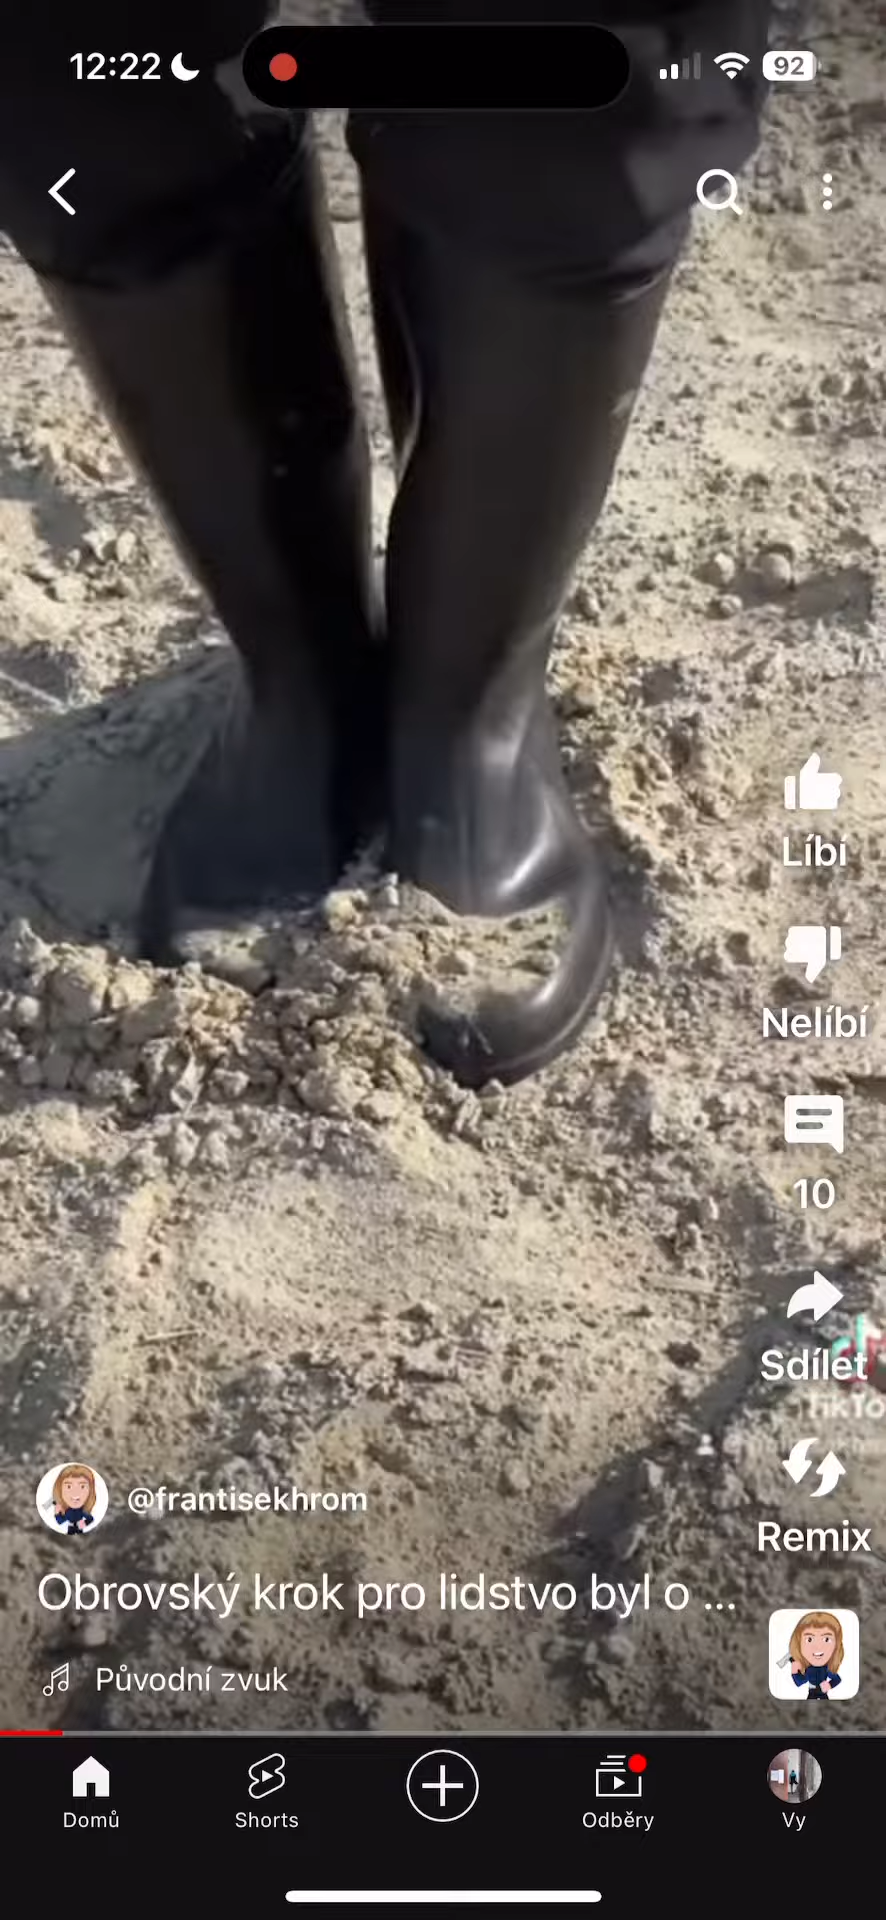 12:22
92
Líbí
Nelíbí
10
Sdílet
TikTo
Remix
@frantisekhrom
Obrovský krok pro lidstvo byl o ...
Původní zvuk
Domů
Shorts
Odběry
Vy